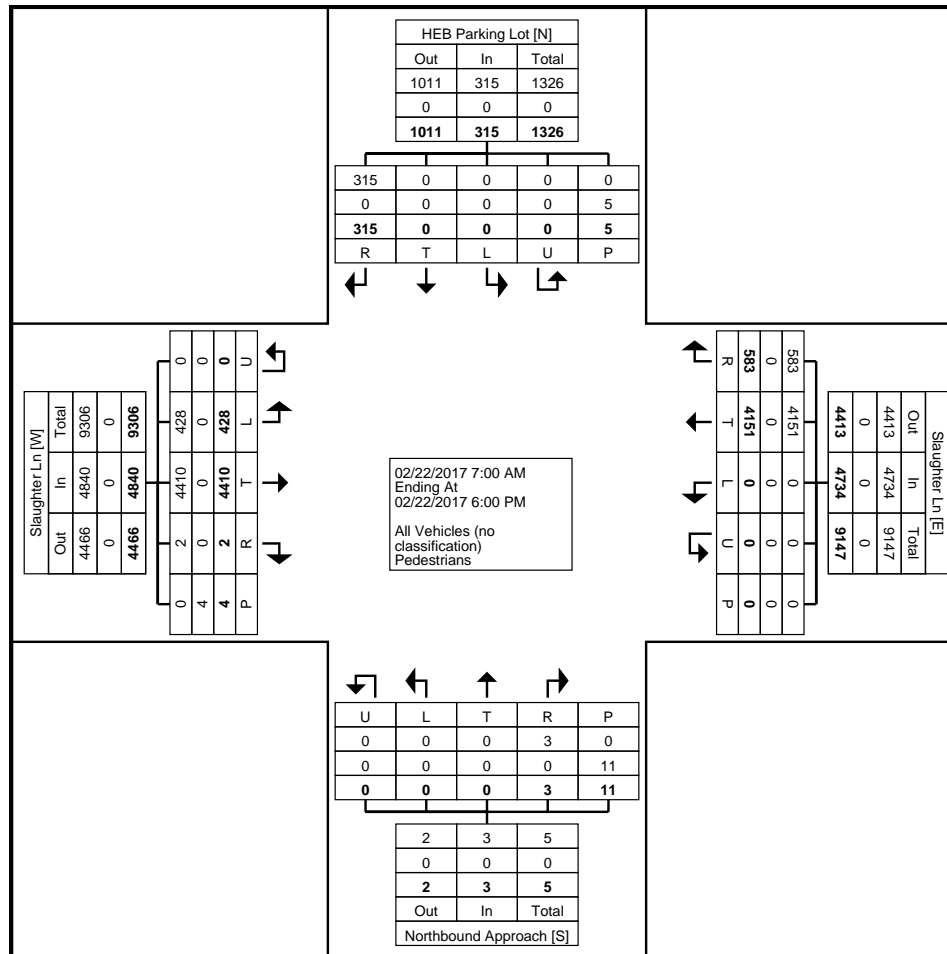 HEB Parking Lot [N]
Out In Total
1011 315 1326
0 0 0
1011 315 1326
315 0 0 0 0
0 0 0 0 5
315 0 0 0 5
R T L U P
Slaughter Ln [W]
Total In Out
9306 4840 4466
0 0 0
9306 4840 4466
0 428 4410 2 0
0 0 0 0 4
0 428 4410 2 4
U L T R P
02/22/2017 7:00 AM
Ending At
02/22/2017 6:00 PM
All Vehicles (no
classification)
Pedestrians
Slaughter Ln [E]
Out In Total
4413 4734 9147
0 0 0
4413 4734 9147
583 4151 0 0 0
0 0 0 0 0
583 4151 0 0 0
R T L U P
U L T R P
0 0 0 3 0
0 0 0 0 11
0 0 0 3 11
2 3 5
0 0 0
2 3 5
Out In Total
Northbound Approach [S]